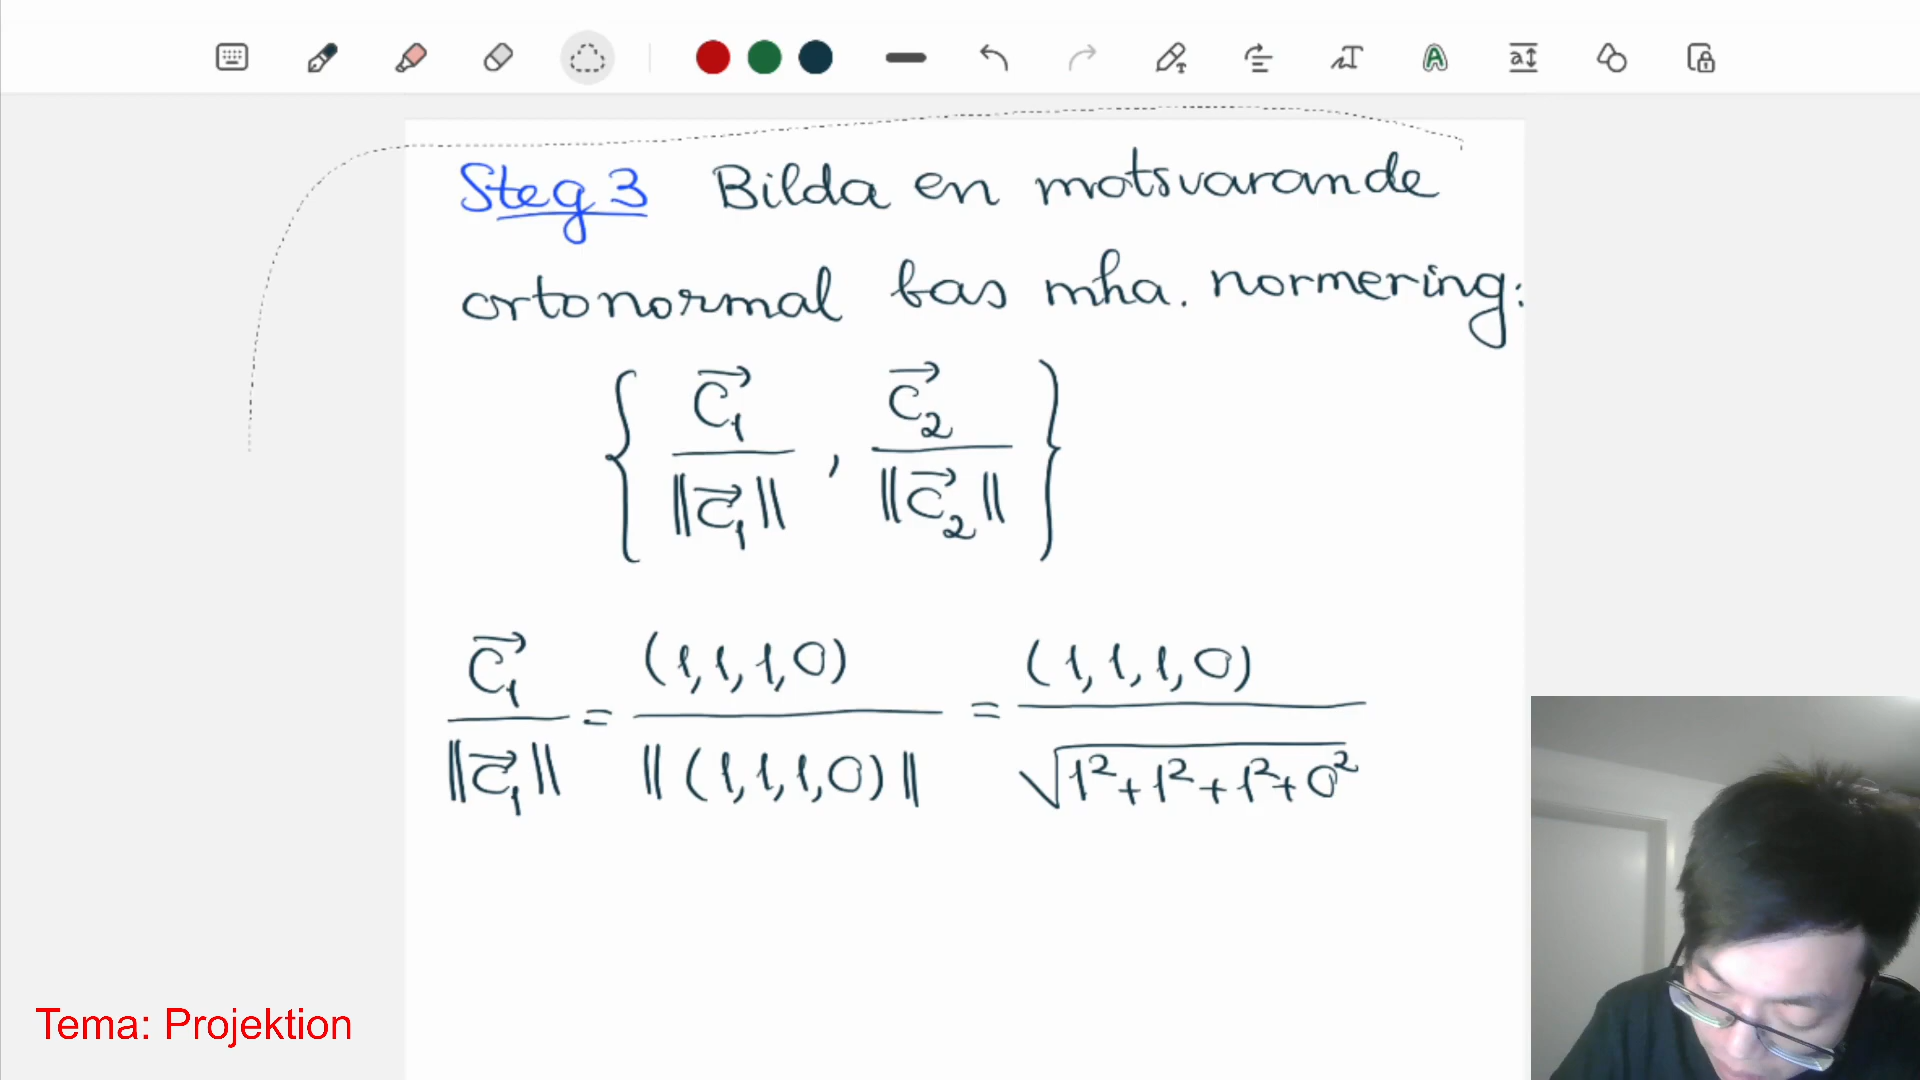 Steg 3 Bilda en motsvarande
ortonormal bas mha. normering:
{ c⃗₁ / ‖c⃗₁‖ , c⃗₂ / ‖c⃗₂‖ }
c⃗₁ / ‖c⃗₁‖ = (1,1,1,0) / ‖(1,1,1,0)‖ = (1,1,1,0) / √(1²+1²+1²+0²)
Tema: Projektion